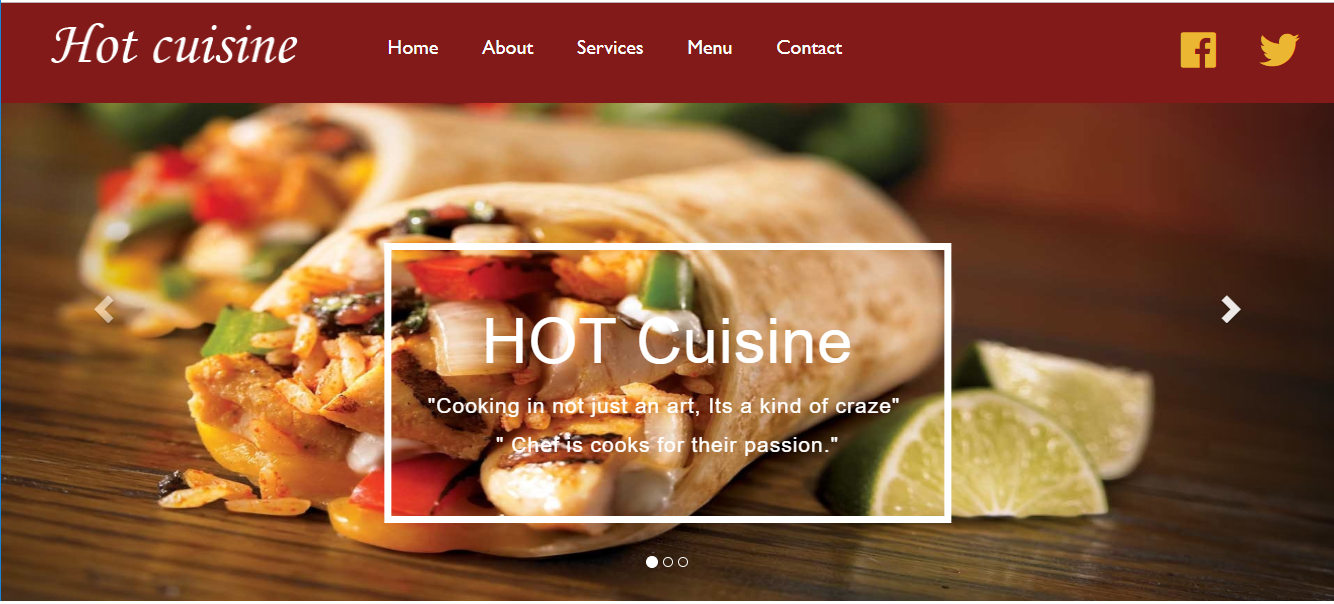 Hot cuisine
Home About Services Menu Contact
HOT Cuisine
"Cooking in not just an art, Its a kind of craze"
" Chef is cooks for their passion."